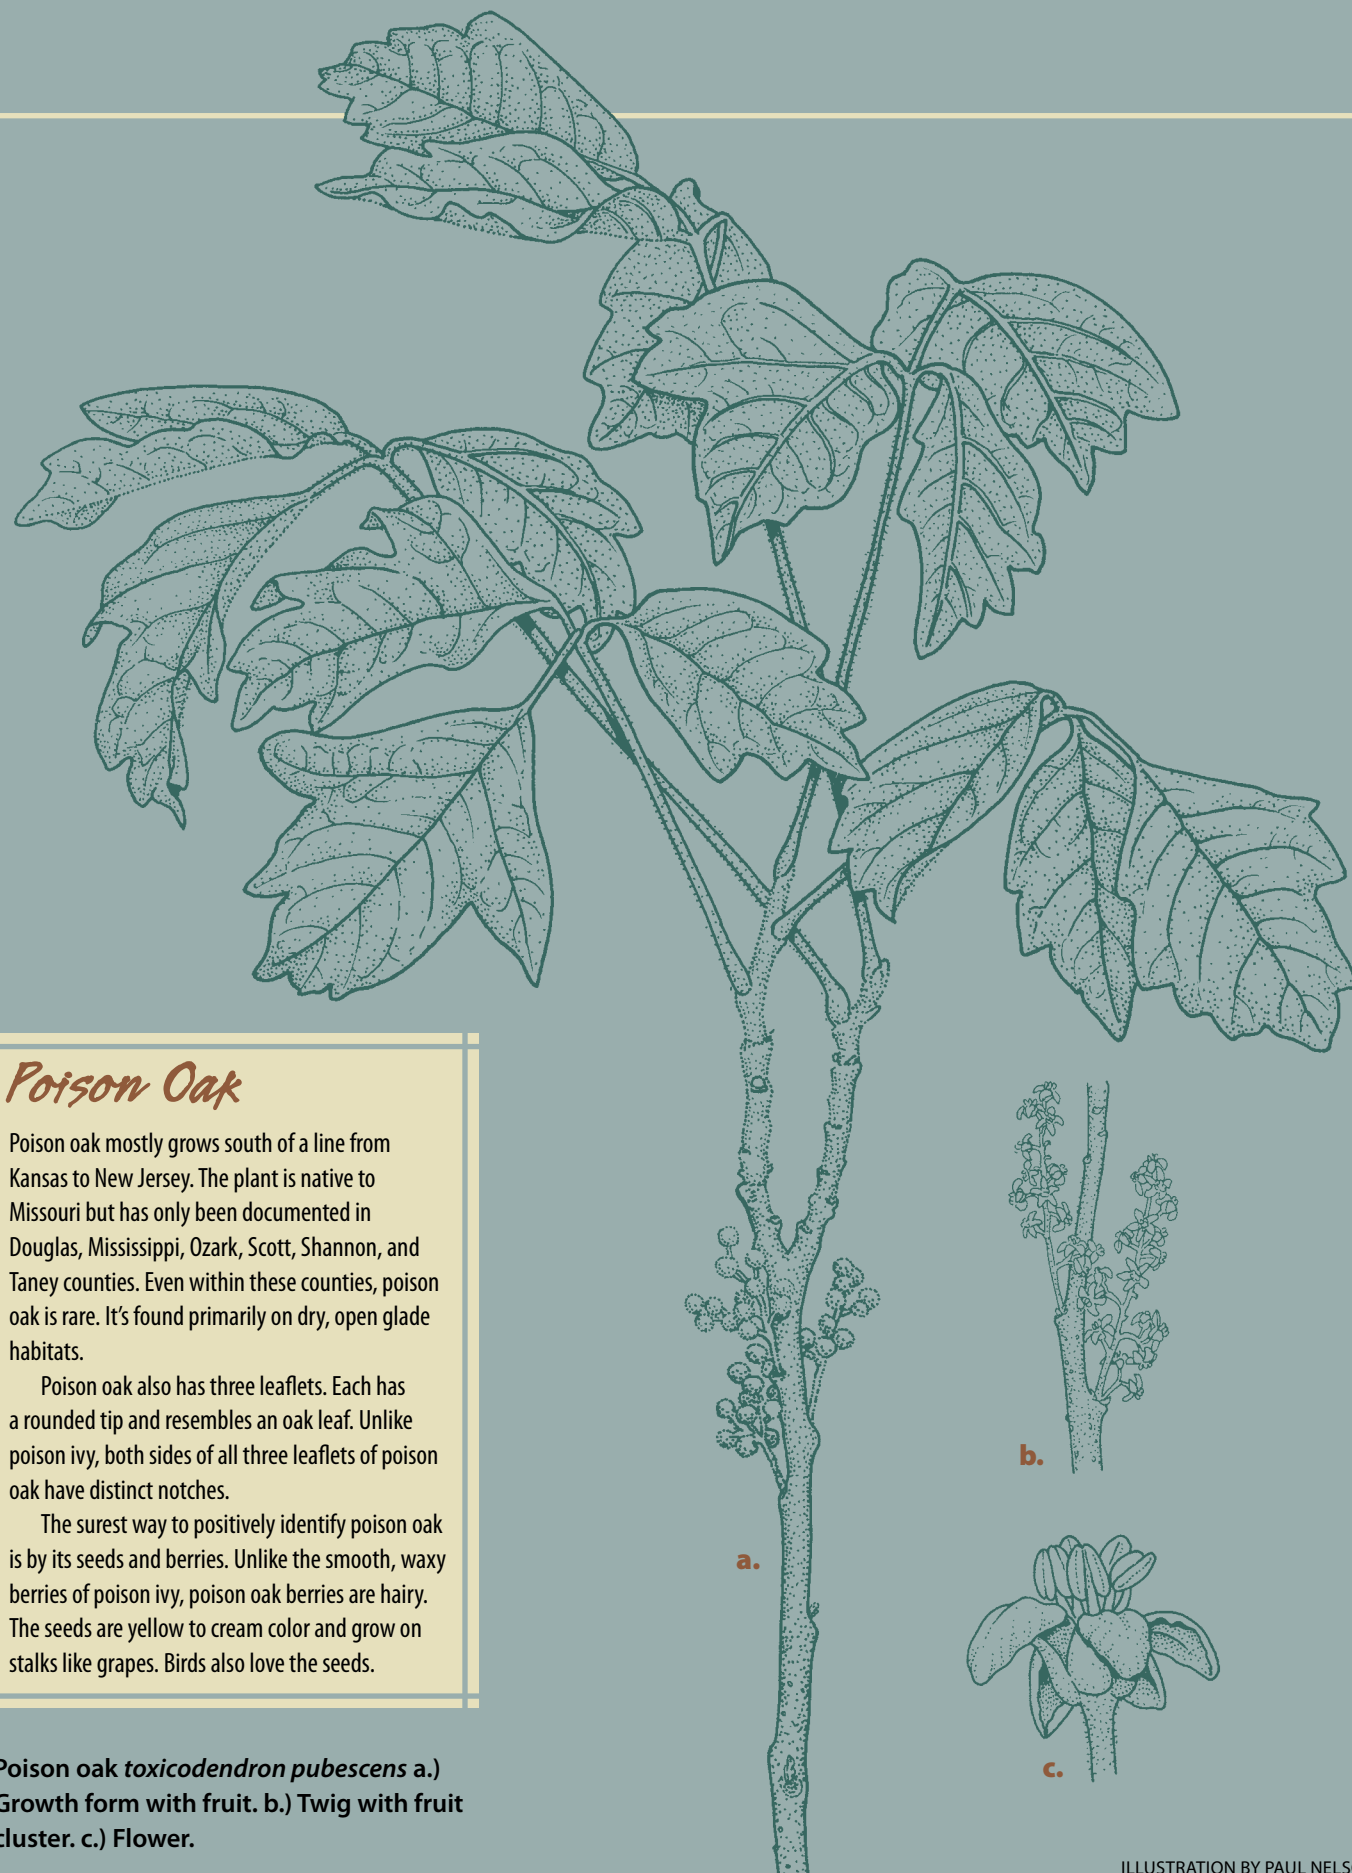 Poison Oak
Poison oak mostly grows south of a line from
Kansas to New Jersey. The plant is native to
Missouri but has only been documented in
Douglas, Mississippi, Ozark, Scott, Shannon, and
Taney counties. Even within these counties, poison
oak is rare. It’s found primarily on dry, open glade
habitats.
Poison oak also has three leaflets. Each has
a rounded tip and resembles an oak leaf. Unlike
poison ivy, both sides of all three leaflets of poison
oak have distinct notches.
The surest way to positively identify poison oak
is by its seeds and berries. Unlike the smooth, waxy
berries of poison ivy, poison oak berries are hairy.
The seeds are yellow to cream color and grow on
stalks like grapes. Birds also love the seeds.
a.
b.
c.
Poison oak toxicodendron pubescens a.)
Growth form with fruit. b.) Twig with fruit
cluster. c.) Flower.
ILLUSTRATION BY PAUL NELS